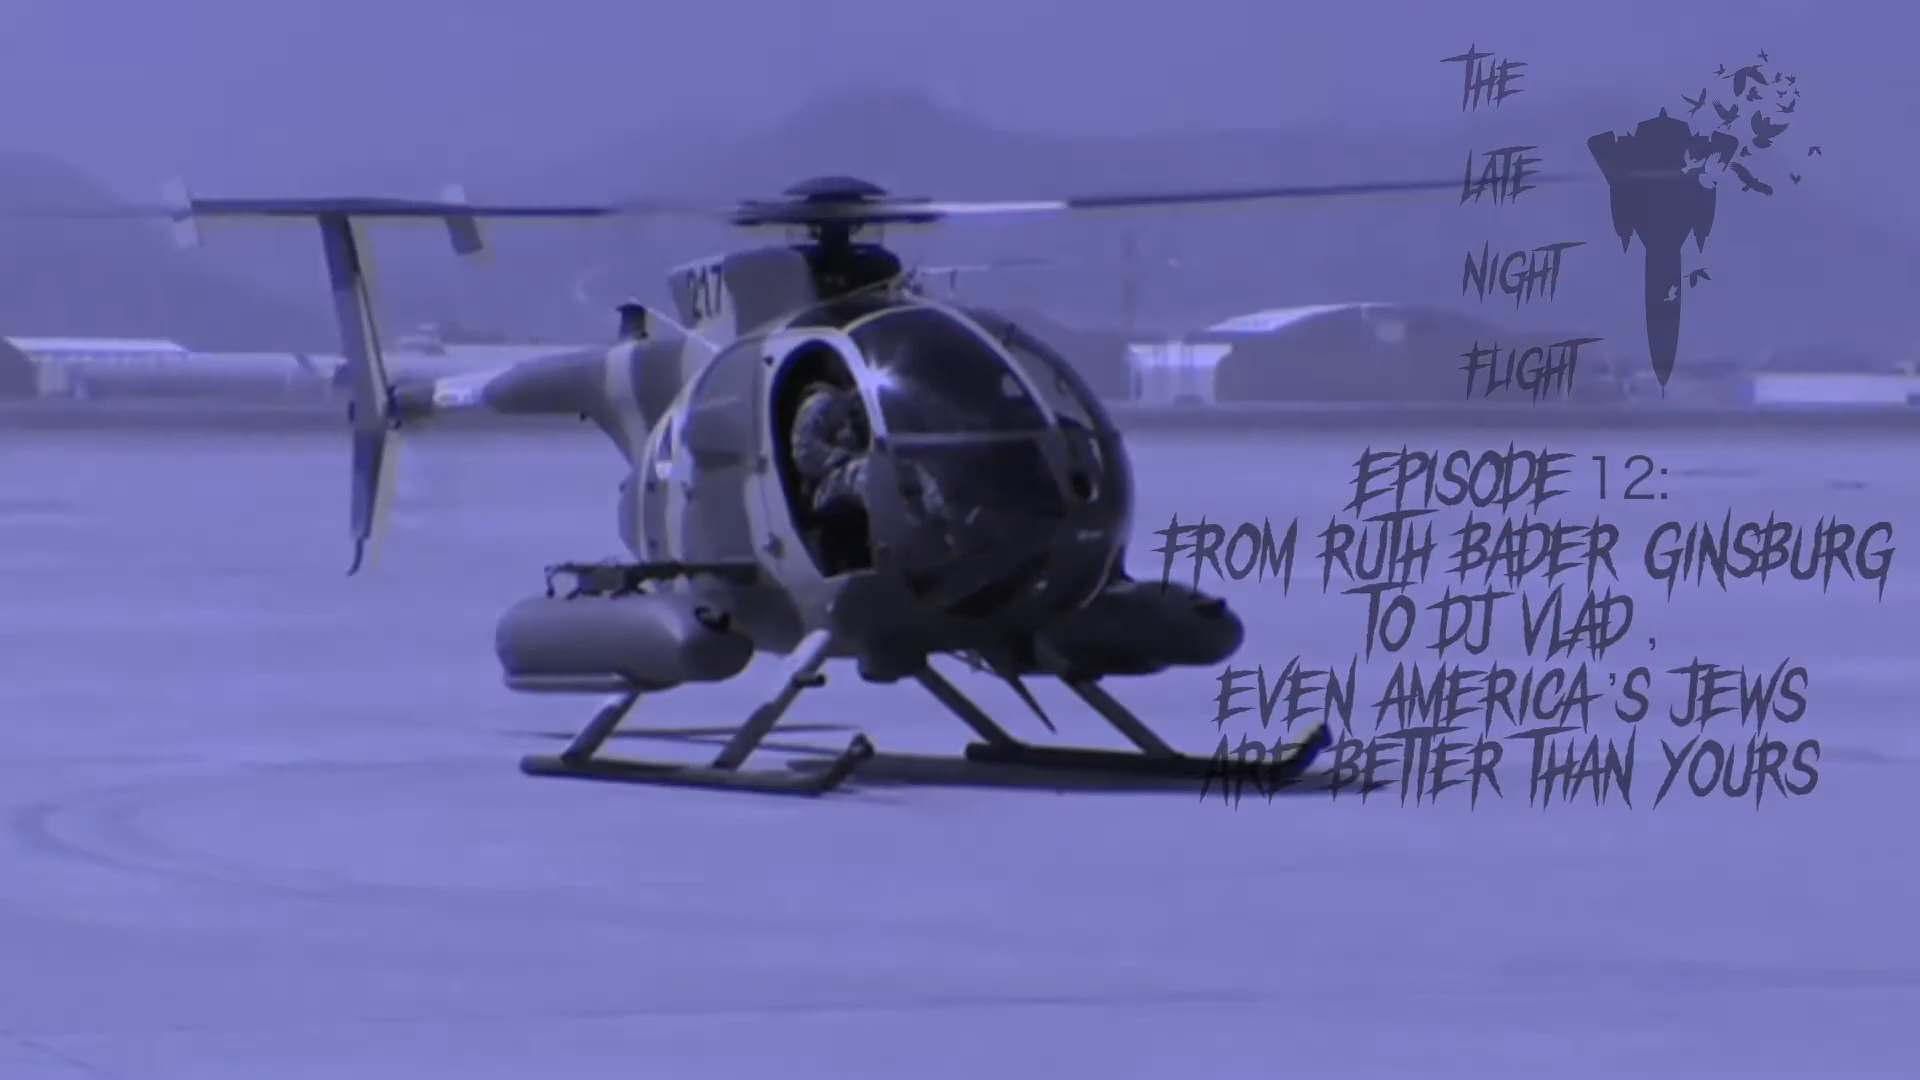 THE
LATE
NIGHT
FLIGHT
EPISODE 12:
FROM RUTH BADER GINSBURG
TO DJ VLAD,
EVEN AMERICA'S JEWS
ARE BETTER THAN YOURS
217